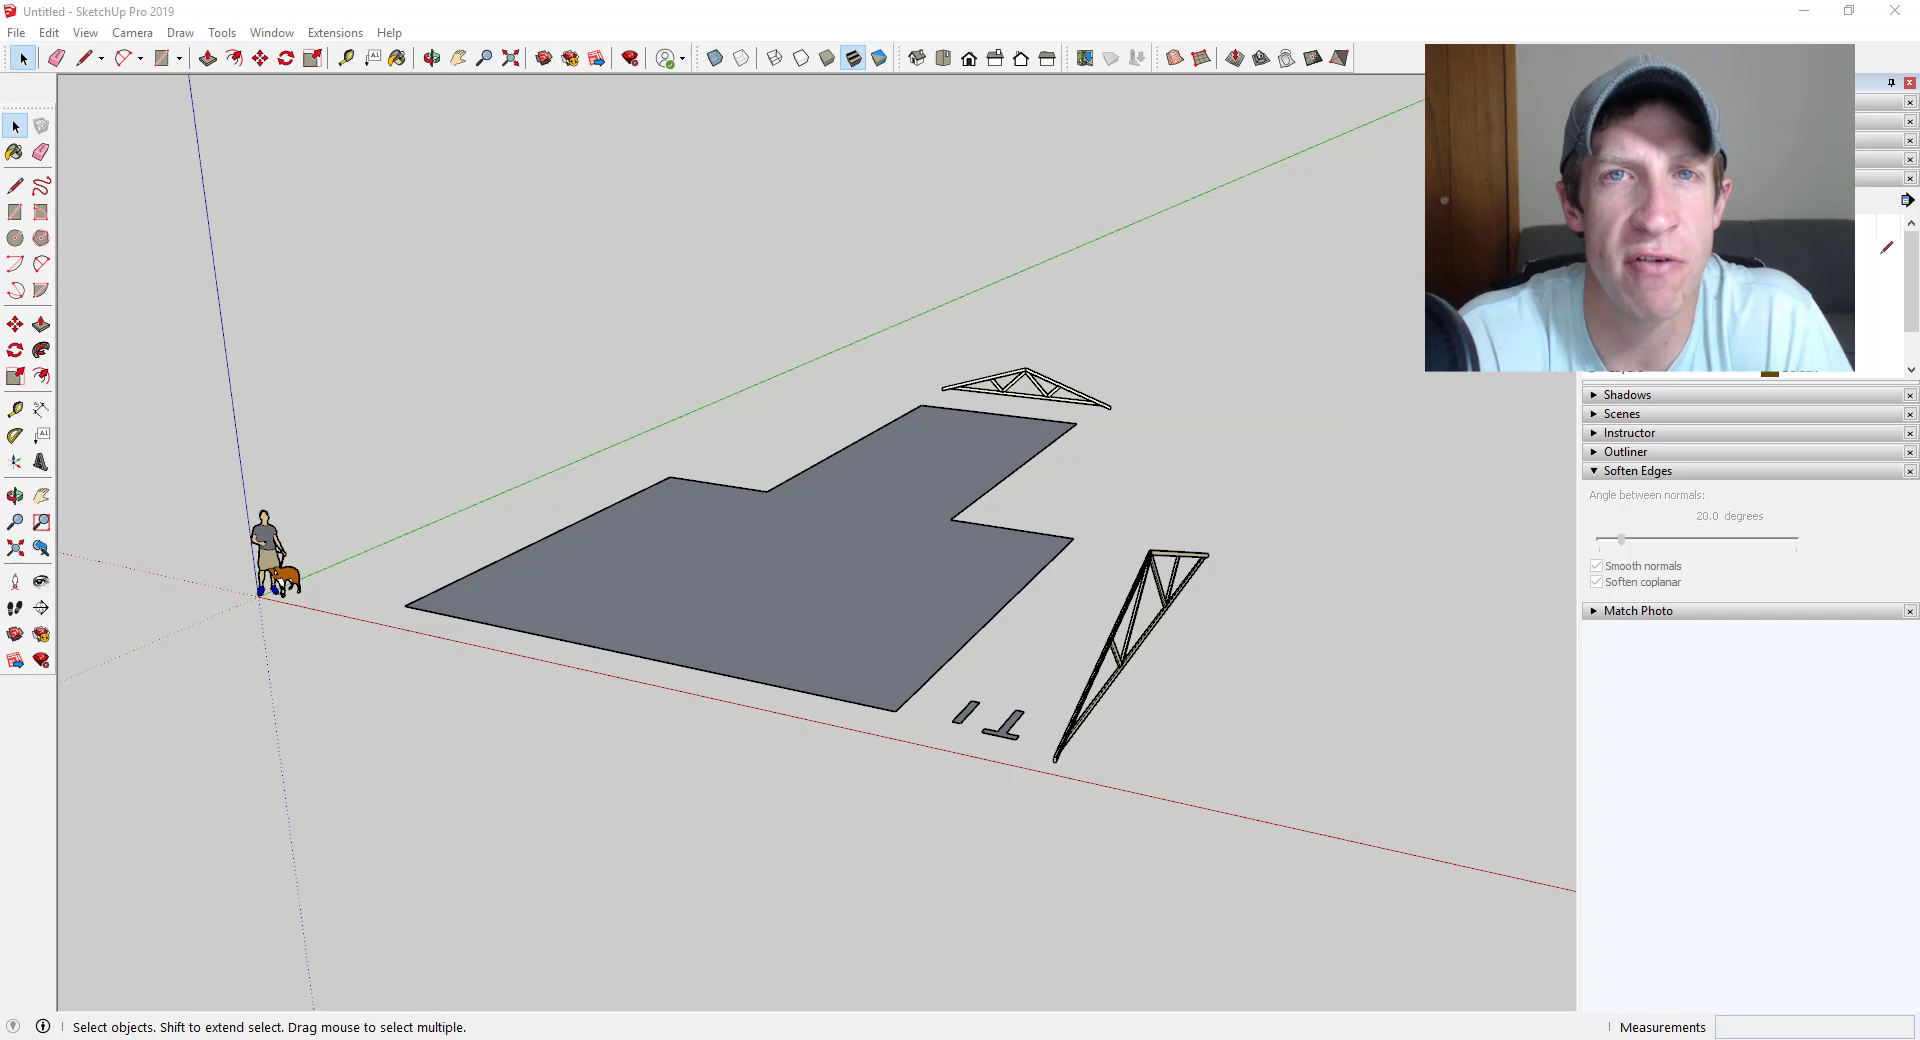 Untitled - SketchUp Pro 2019
File Edit View Camera Draw Tools Window Extensions Help
Shadows
Scenes
Instructor
Outliner
Soften Edges
Angle between normals:
20.0 degrees
Smooth normals
Soften coplanar
Match Photo
Select objects. Shift to extend select. Drag mouse to select multiple.
Measurements